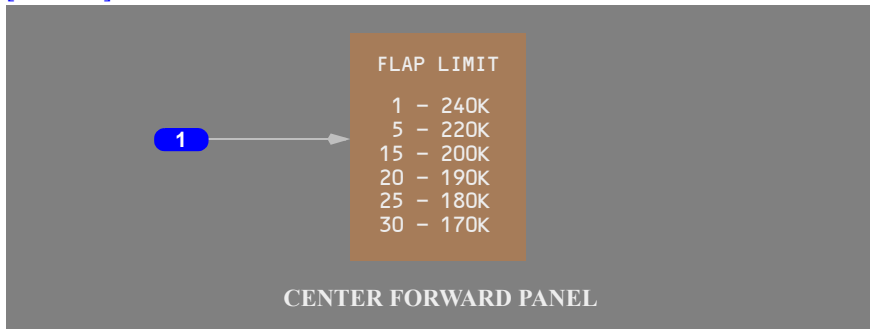 FLAP LIMIT
1 – 240K
5 – 220K
15 – 200K
20 – 190K
25 – 180K
30 – 170K
1
CENTER FORWARD PANEL